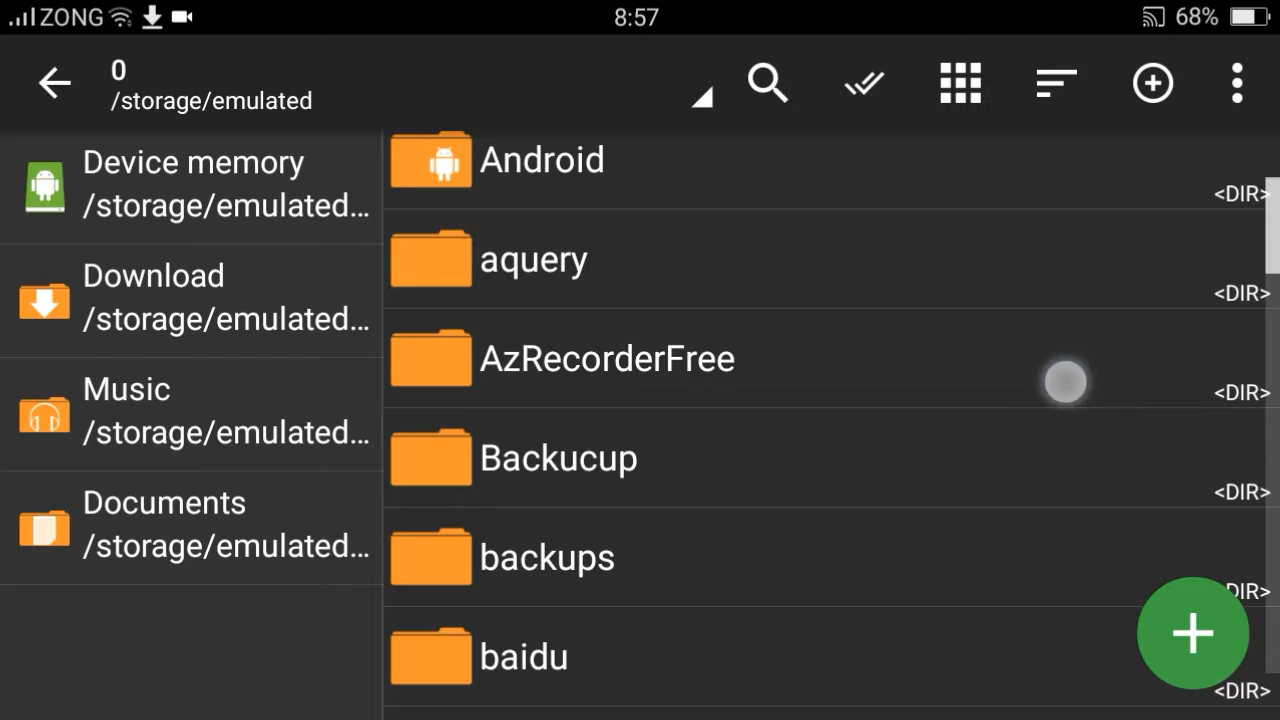 ZONG 8:57 68%
0
/storage/emulated
Device memory
/storage/emulated...
Download
/storage/emulated...
Music
/storage/emulated...
Documents
/storage/emulated...
Android
<DIR>
aquery
<DIR>
AzRecorderFree
<DIR>
Backucup
<DIR>
backups
DIR>
baidu
<DIR>